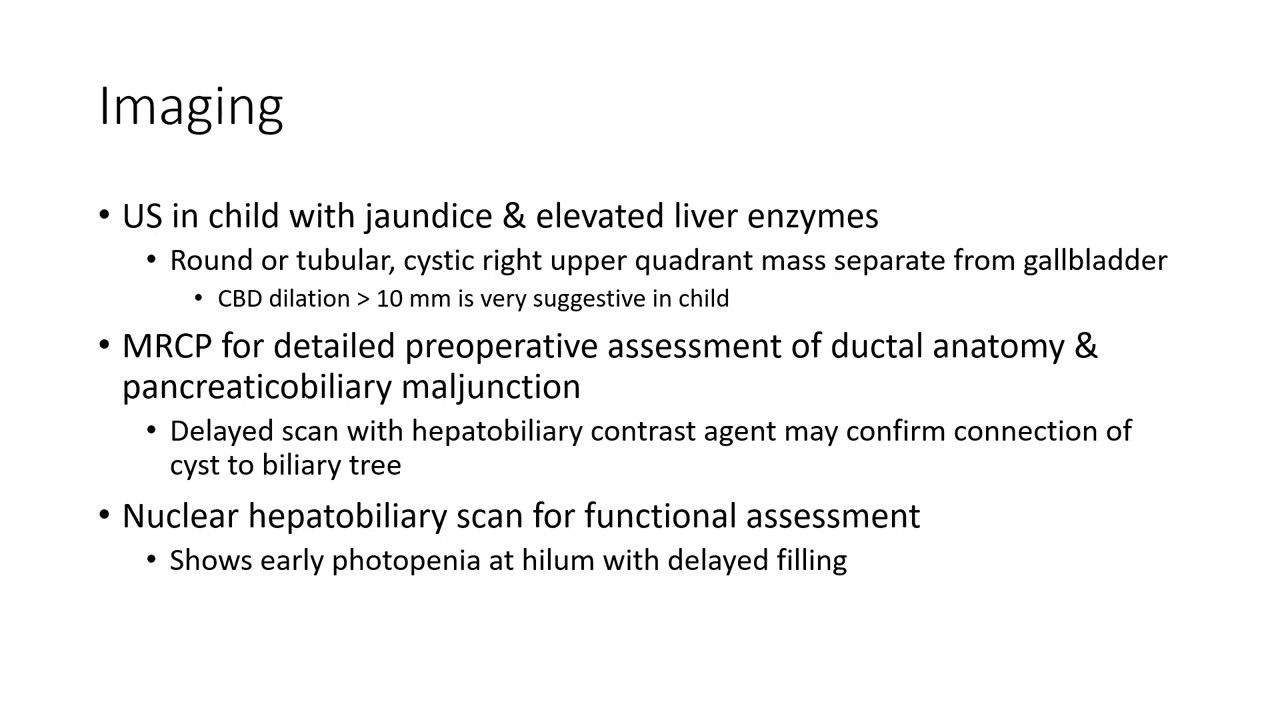 Imaging
• US in child with jaundice & elevated liver enzymes
• Round or tubular, cystic right upper quadrant mass separate from gallbladder
• CBD dilation > 10 mm is very suggestive in child
• MRCP for detailed preoperative assessment of ductal anatomy &
pancreaticobiliary maljunction
• Delayed scan with hepatobiliary contrast agent may confirm connection of
cyst to biliary tree
• Nuclear hepatobiliary scan for functional assessment
• Shows early photopenia at hilum with delayed filling